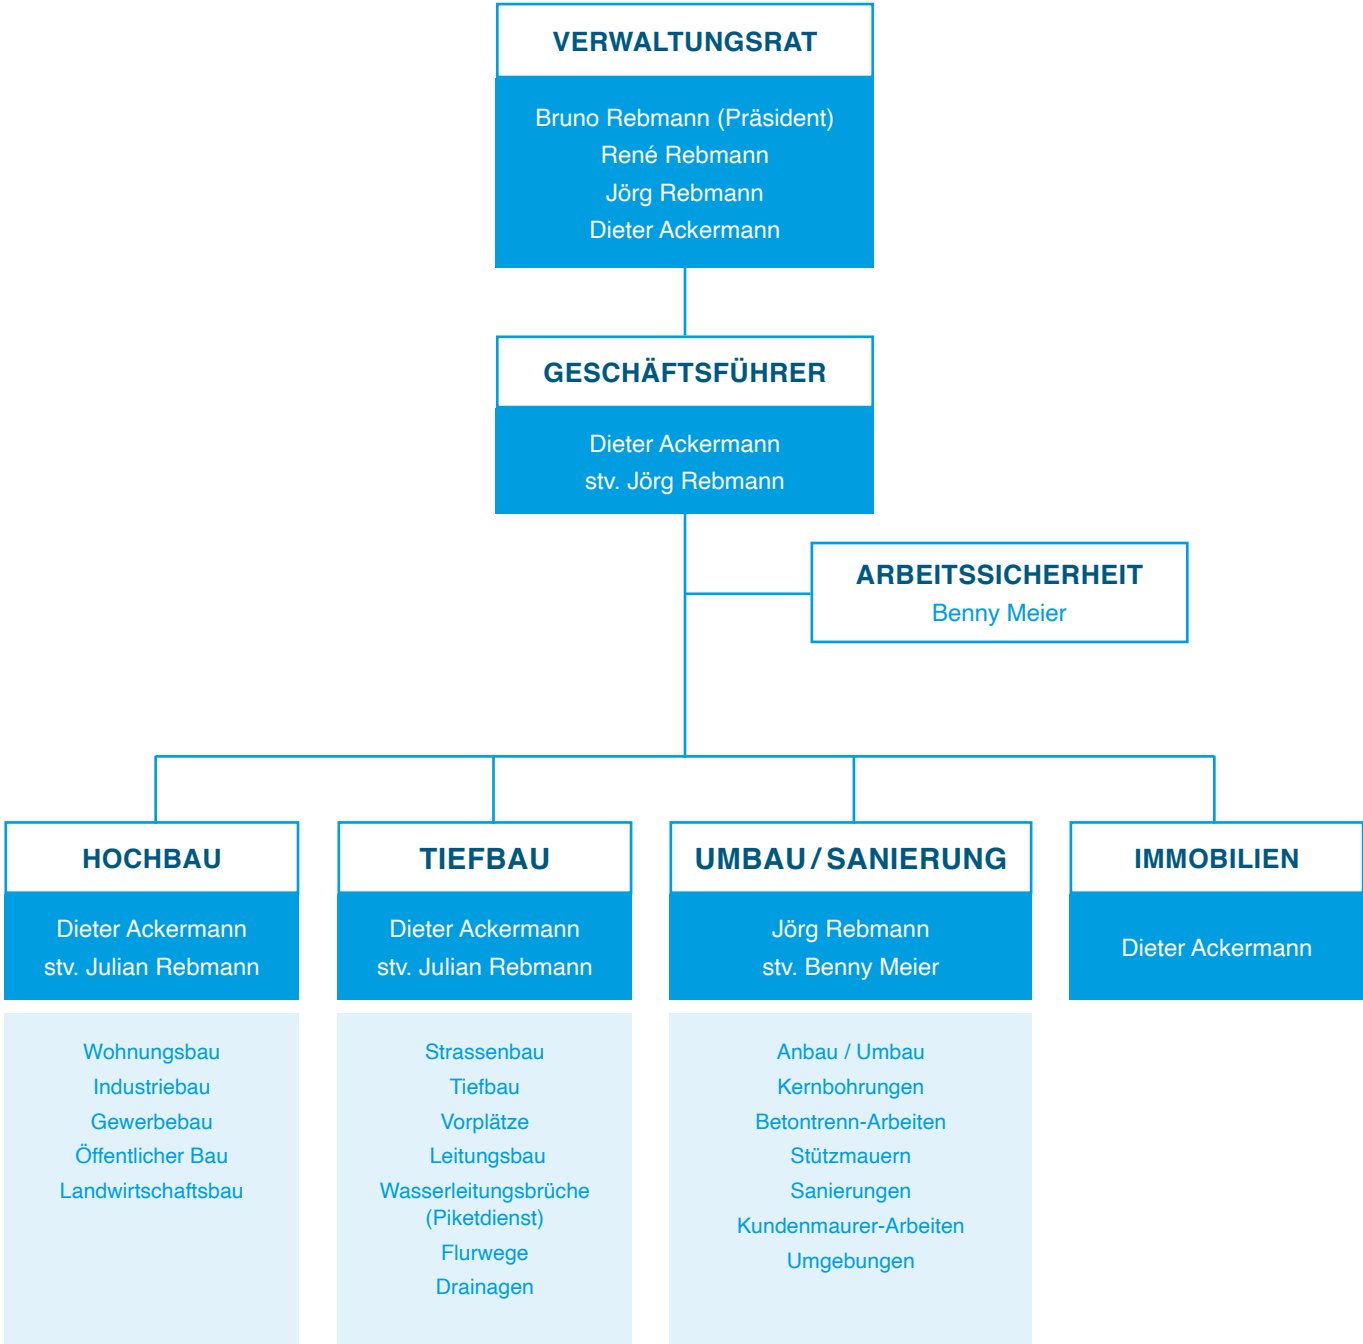 VERWALTUNGSRAT
Bruno Rebmann (Präsident)
René Rebmann
Jörg Rebmann
Dieter Ackermann
GESCHÄFTSFÜHRER
Dieter Ackermann
stv. Jörg Rebmann
ARBEITSSICHERHEIT
Benny Meier
HOCHBAU
Dieter Ackermann
stv. Julian Rebmann
Wohnungsbau
Industriebau
Gewerbebau
Öffentlicher Bau
Landwirtschaftsbau
TIEFBAU
Dieter Ackermann
stv. Julian Rebmann
Strassenbau
Tiefbau
Vorplätze
Leitungsbau
Wasserleitungsbrüche
(Piketdienst)
Flurwege
Drainagen
UMBAU / SANIERUNG
Jörg Rebmann
stv. Benny Meier
Anbau / Umbau
Kernbohrungen
Betontrenn-Arbeiten
Stützmauern
Sanierungen
Kundenmaurer-Arbeiten
Umgebungen
IMMOBILIEN
Dieter Ackermann